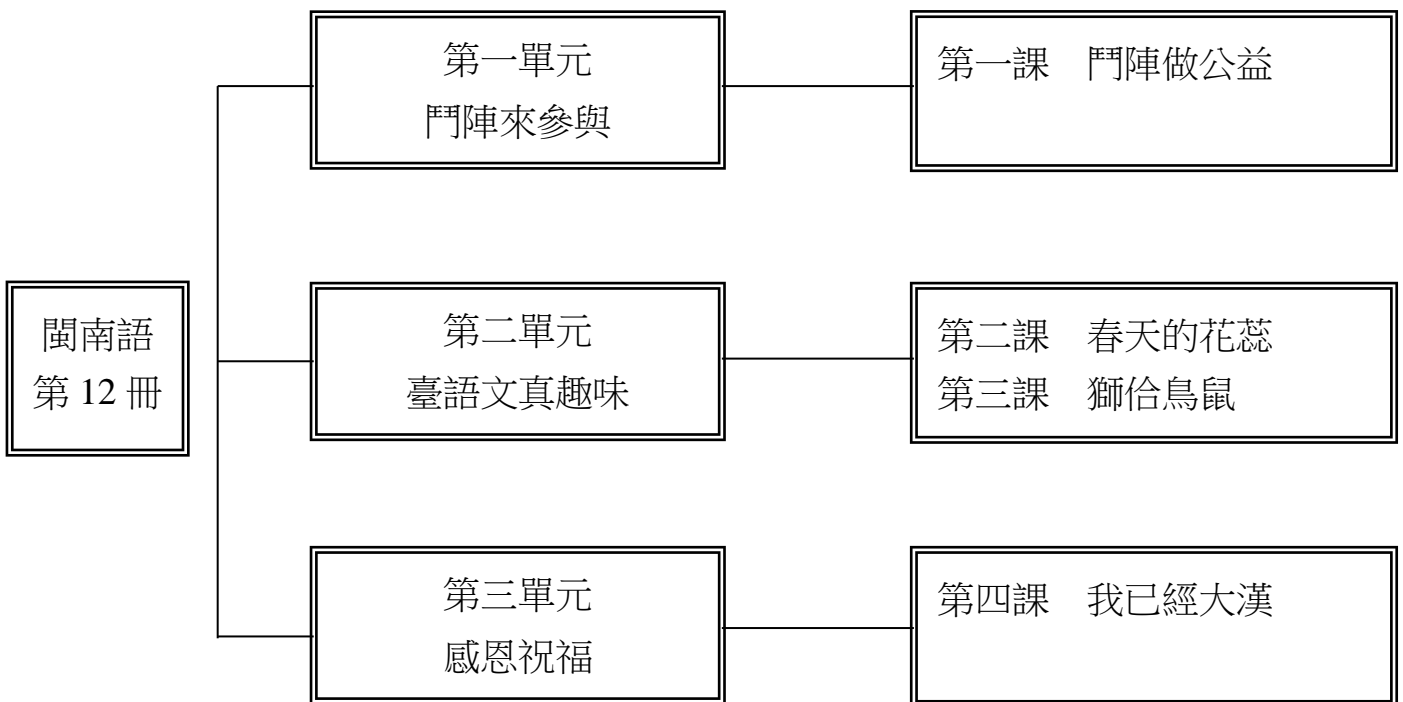 第一單元
鬥陣來參與
第一課　鬥陣做公益
閩南語
第 12 冊
第二單元
臺語文真趣味
第二課　春天的花蕊
第三課　獅佮鳥鼠
第三單元
感恩祝福
第四課　我已經大漢